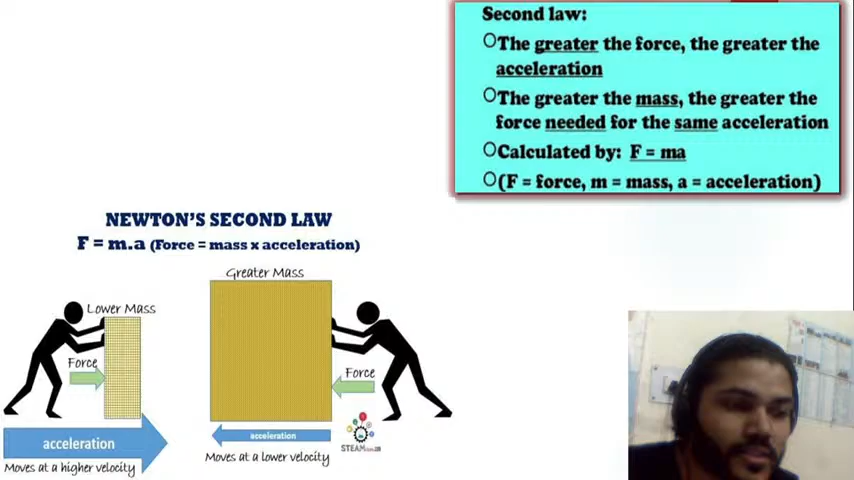 Second law:
The greater the force, the greater the
acceleration
The greater the mass, the greater the
force needed for the same acceleration
Calculated by: F = ma
(F = force, m = mass, a = acceleration)
NEWTON'S SECOND LAW
F = m.a (Force = mass x acceleration)
Greater Mass
Lower Mass
Force
Force
acceleration
acceleration
Moves at a higher velocity
Moves at a lower velocity
STEAM